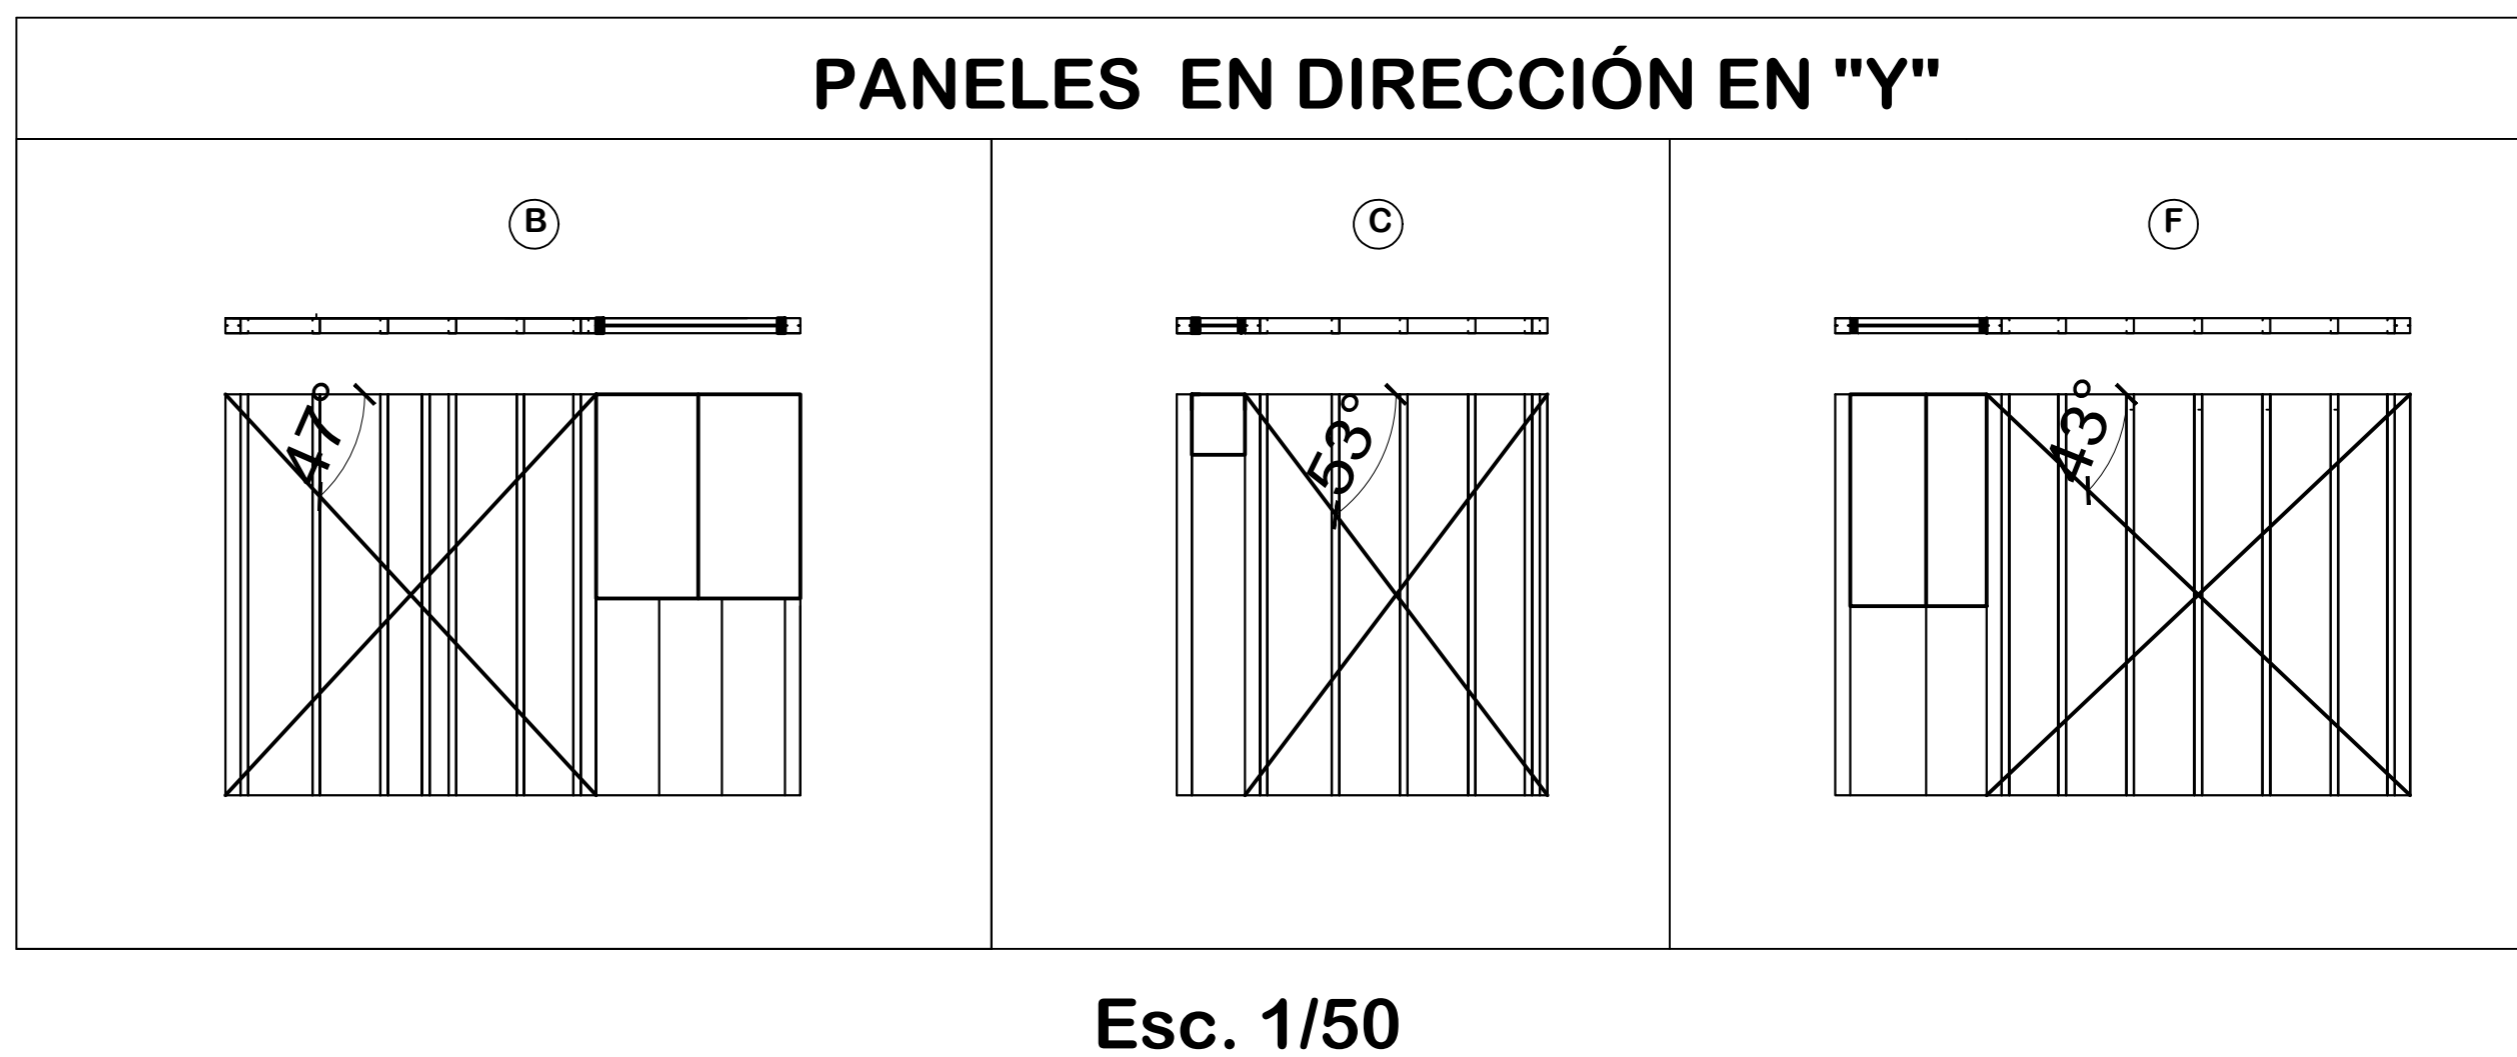 PANELES EN DIRECCIÓN EN "Y"
B
C
F
47°
53°
43°
Esc. 1/50